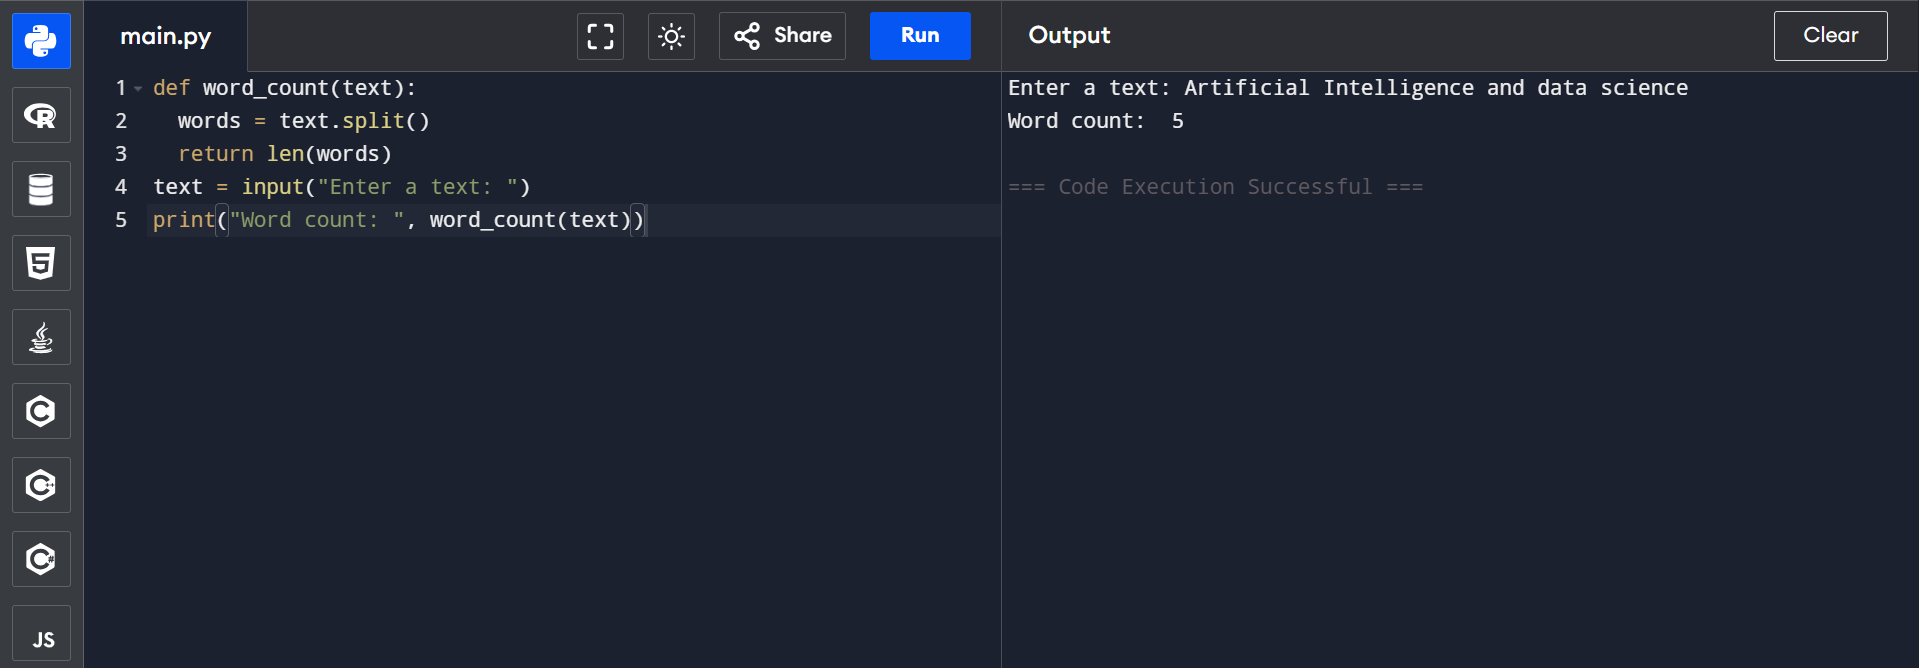 main.py
Share
Run
Output
Clear
1 def word_count(text):
2   words = text.split()
3   return len(words)
4 text = input("Enter a text: ")
5 print("Word count: ", word_count(text))
Enter a text: Artificial Intelligence and data science
Word count:  5
=== Code Execution Successful ===
R
5
C
C++
C#
JS